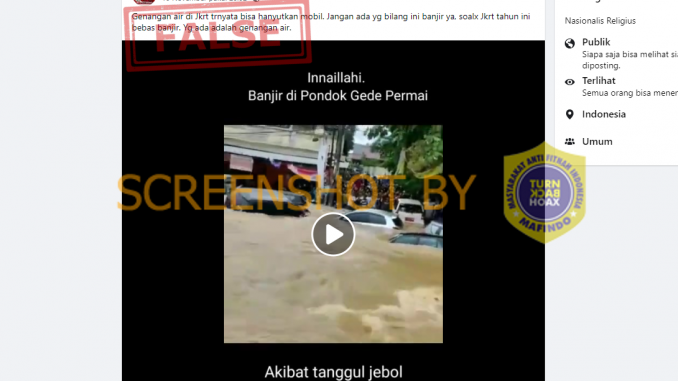 Genangan air di Jkrt trnyata bisa hanyutkan mobil. Jangan ada yg bilang ini banjir ya, soalx Jkrt tahun ini
bebas banjir. Yg ada adalah genangan air.
FALSE
Innaillahi.
Banjir di Pondok Gede Permai
SCREENSHOT BY
MASYARAKAT ANTI FITNAH INDONESIA
TURN
BACK
HOAX
MAFINDO
Akibat tanggul jebol
Nasionalis Religius
Publik
Siapa saja bisa melihat
diposting.
Terlihat
Semua orang bisa
Indonesia
Umum